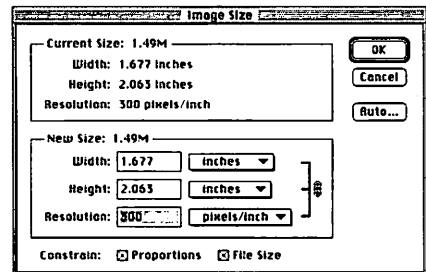 Image Size
Current Size: 1.49M
Width: 1.677 inches
Height: 2.063 inches
Resolution: 300 pixels/inch
OK
Cancel
Auto...
New Size: 1.49M
Width: 1.677 inches
Height: 2.063 inches
Resolution: 300 pixels/inch
Constrain: Proportions File Size